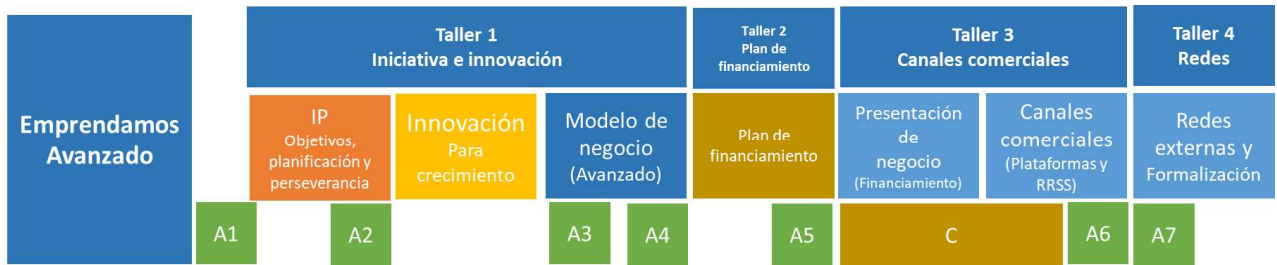 Emprendamos
Avanzado
Taller 1
Iniciativa e innovación
Taller 2
Plan de
financiamiento
Taller 3
Canales comerciales
Taller 4
Redes
IP
Objetivos,
planificación y
perseverancia
Innovación
Para
crecimiento
Modelo de
negocio
(Avanzado)
Plan de
financiamiento
Presentación
de
negocio
(Financiamiento)
Canales
comerciales
(Plataformas y
RRSS)
Redes
externas y
Formalización
A1
A2
A3
A4
A5
C
A6
A7